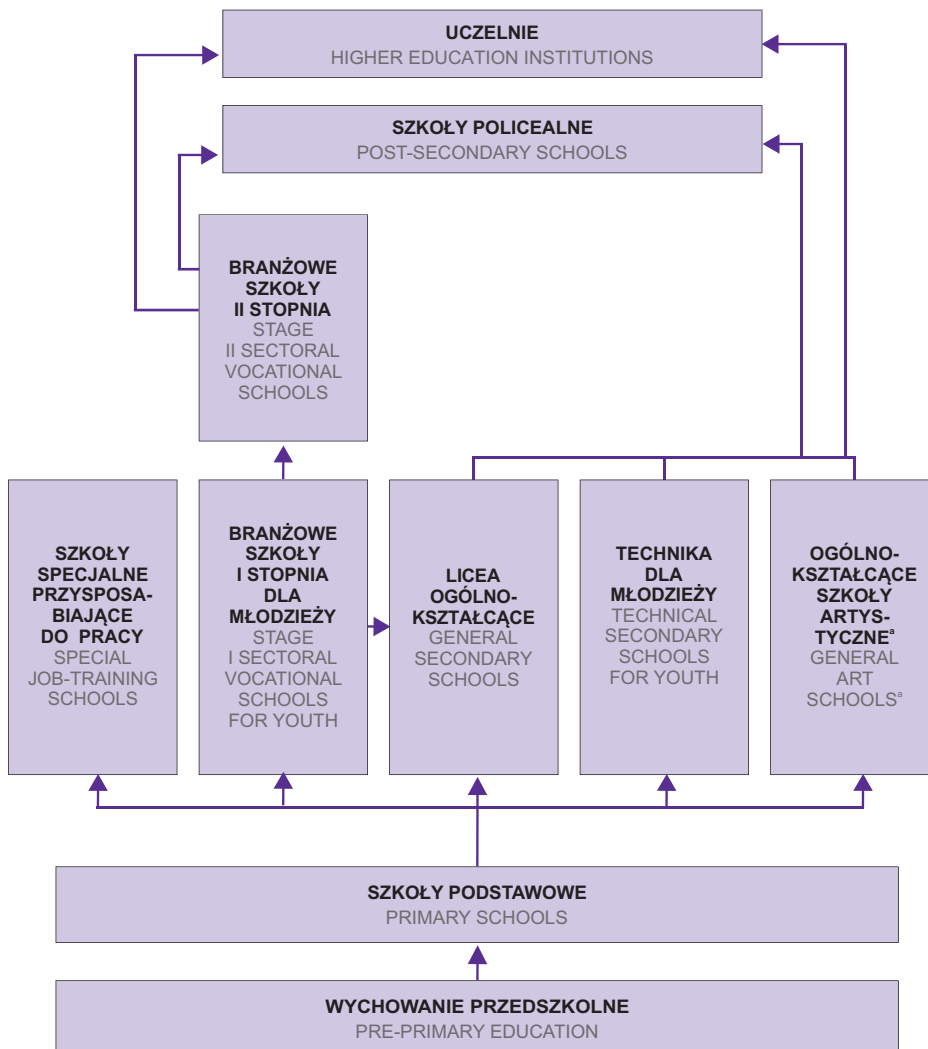 UCZELNIE
HIGHER EDUCATION INSTITUTIONS
SZKOŁY POLICEALNE
POST-SECONDARY SCHOOLS
BRANŻOWE
SZKOŁY
II STOPNIA
STAGE
II SECTORAL
VOCATIONAL
SCHOOLS
SZKOŁY
SPECJALNE
PRZYSPOSA-
BIAJĄCE
DO PRACY
SPECIAL
JOB-TRAINING
SCHOOLS
BRANŻOWE
SZKOŁY
I STOPNIA
DLA
MŁODZIEŻY
STAGE
I SECTORAL
VOCATIONAL
SCHOOLS
FOR YOUTH
LICEA
OGÓLNO-
KSZTAŁCĄCE
GENERAL
SECONDARY
SCHOOLS
TECHNIKA
DLA
MŁODZIEŻY
TECHNICAL
SECONDARY
SCHOOLS
FOR YOUTH
OGÓLNO-
KSZTAŁCĄCE
SZKOŁY
ARTYS-
TYCZNEª
GENERAL
ART
SCHOOLSª
SZKOŁY PODSTAWOWE
PRIMARY SCHOOLS
WYCHOWANIE PRZEDSZKOLNE
PRE-PRIMARY EDUCATION